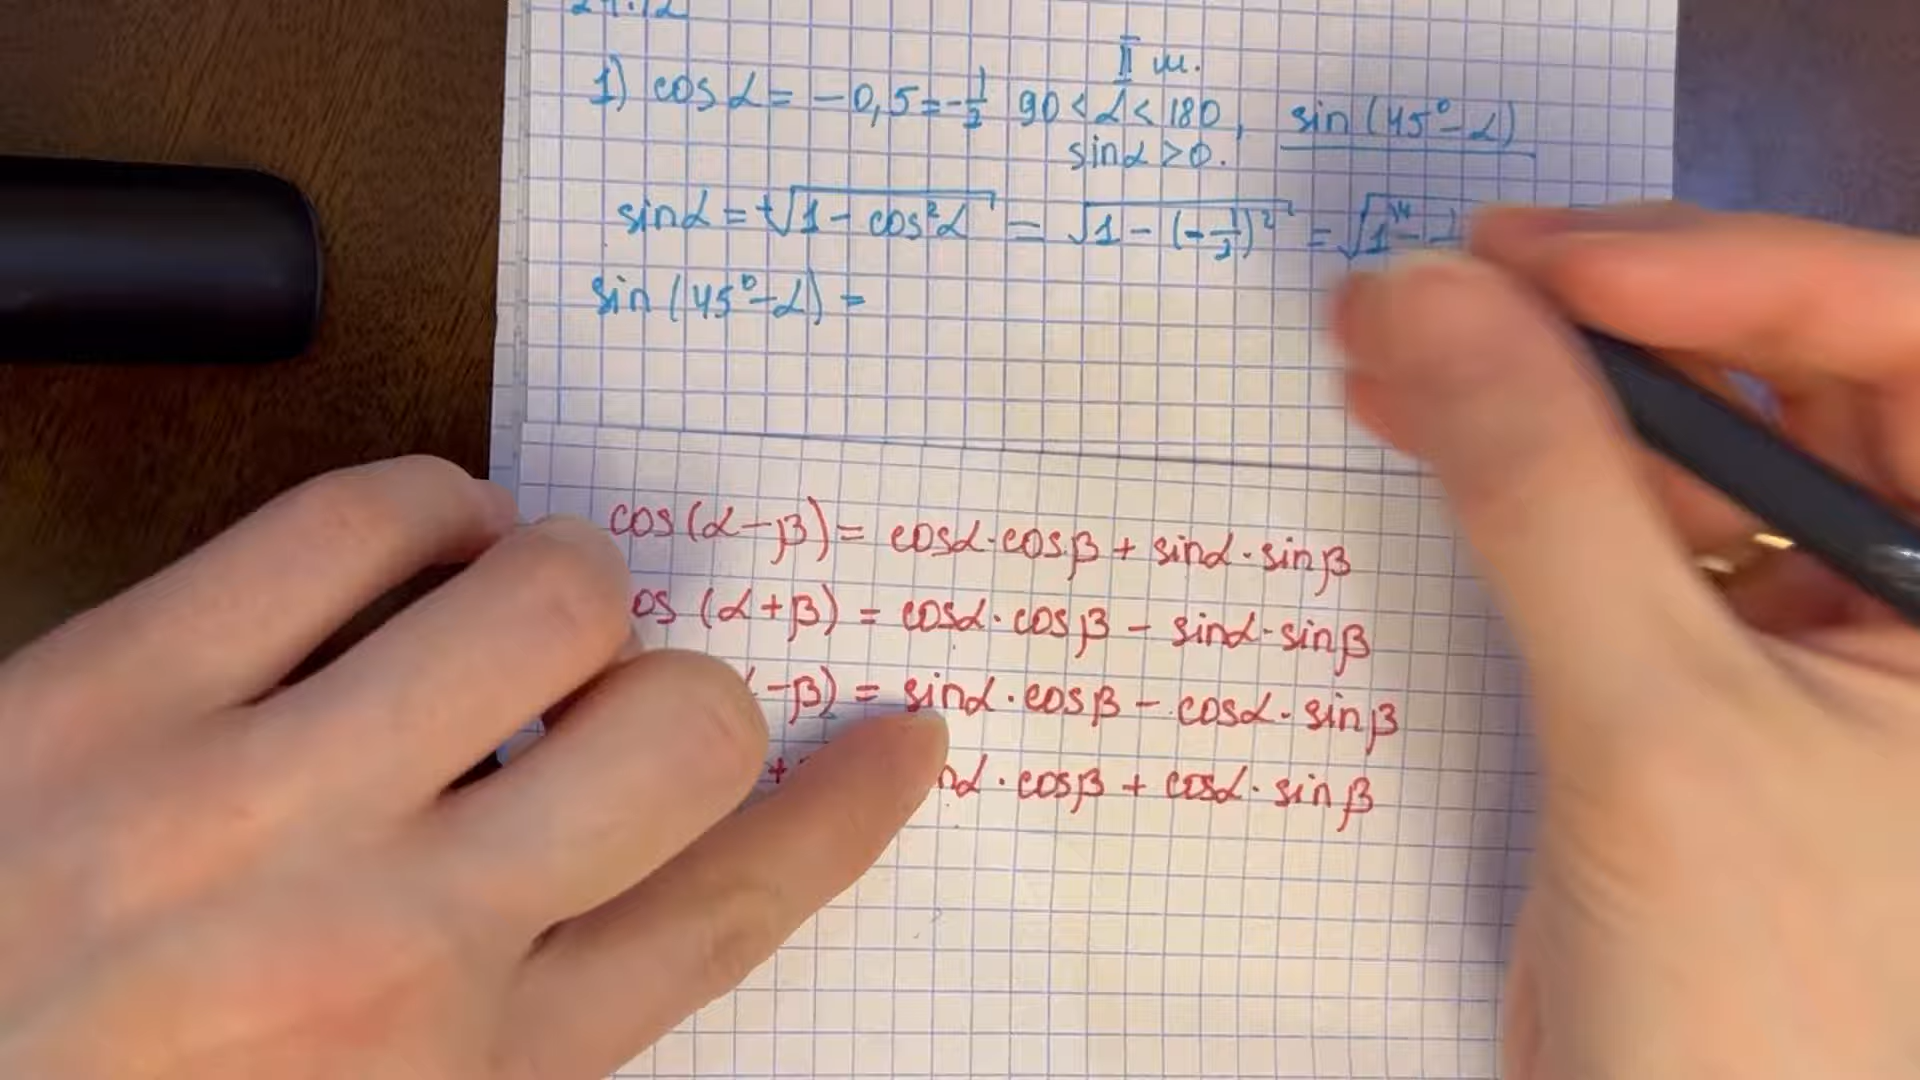 II ш.
1) cos α = -0,5 = -1/2 90 < α < 180, sin (45° - α)
sin α > 0.
sin α = +√(1 - cos² α) = √(1 - (-1/2)²) = √(1
sin (45° - α) =
cos (α - β) = cos α · cos β + sin α · sin β
os (α + β) = cos α · cos β - sin α · sin β
- β) = sin α · cos β - cos α · sin β
+ nα · cos β + cos α · sin β